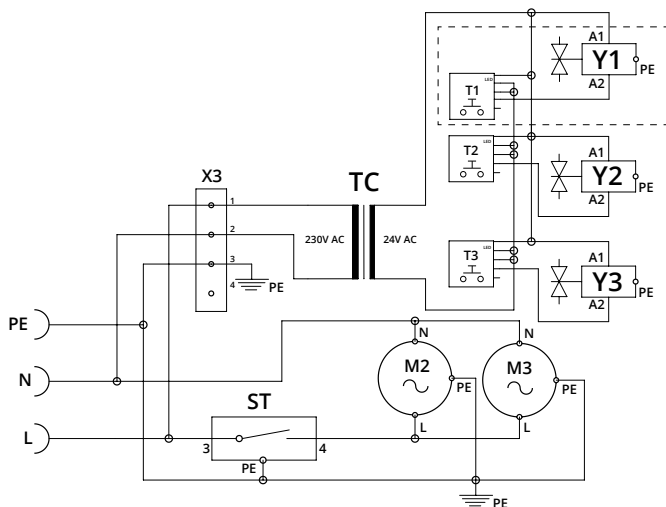 A1
Y1
PE
A2
LED
T1
A1
Y2
PE
A2
LED
T2
X3
1
2
3
4
PE
TC
230V AC
24V AC
A1
Y3
PE
A2
LED
T3
PE
N
L
N
M2
PE
L
N
M3
PE
L
ST
3
4
PE
PE